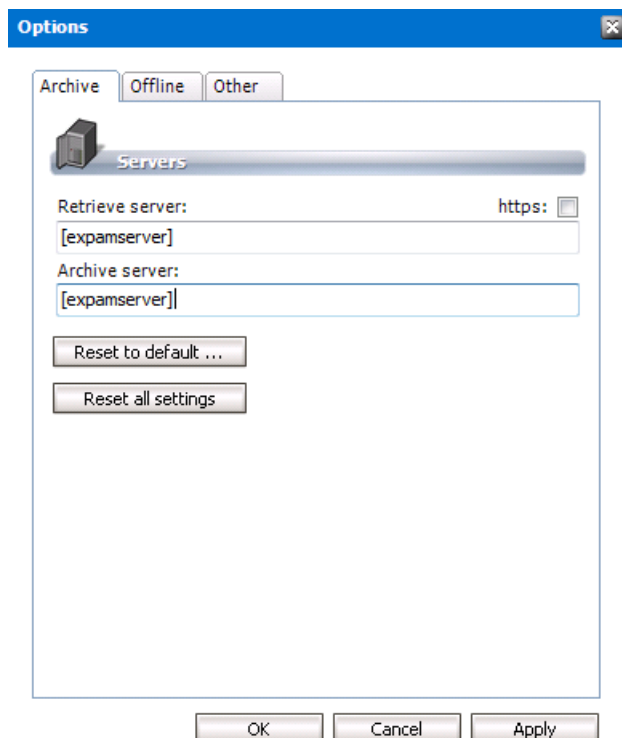 Options
Archive Offline Other
Servers
Retrieve server: https:
[expamserver]
Archive server:
[expamserver]
Reset to default ...
Reset all settings
OK Cancel Apply